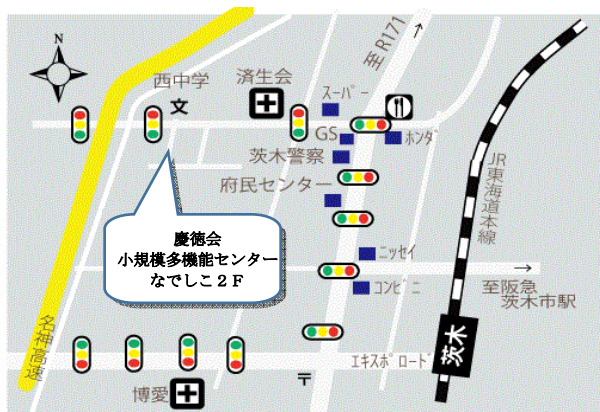 N
至 R171
西中学
文
済生会
スーパー
GS
ホンダ
茨木警察
府民センター
JR東海道本線
慶徳会
小規模多機能センター
なでしこ2F
ニッセイ
→
コンビニ
至阪急
茨木市駅
名神高速
エキスポロード
茨木
〒
博愛